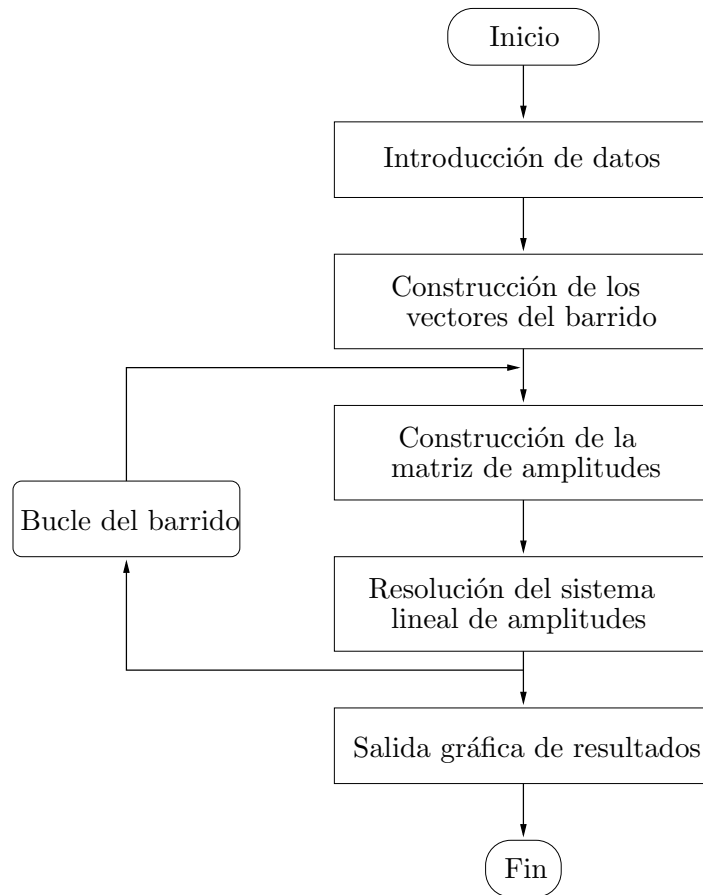 Inicio
Introducción de datos
Construcción de los
vectores del barrido
Construcción de la
matriz de amplitudes
Bucle del barrido
Resolución del sistema
lineal de amplitudes
Salida gráfica de resultados
Fin